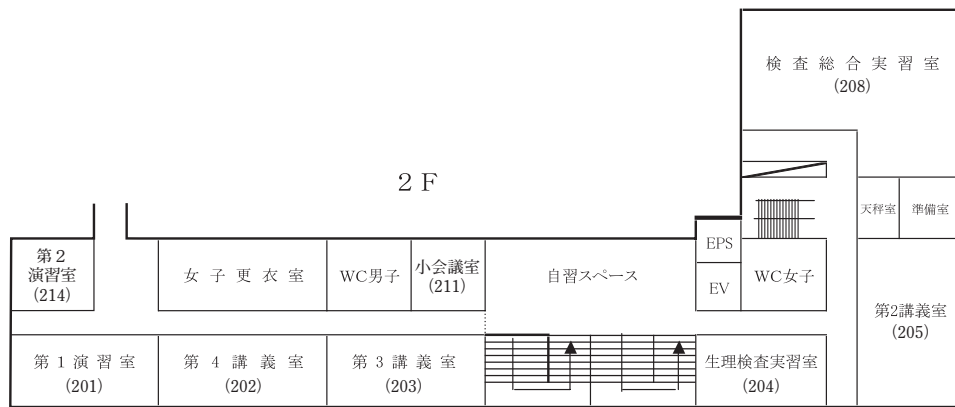 検査総合実習室
(208)
2F
天秤室
準備室
第2
演習室
(214)
女子更衣室
WC男子
小会議室
(211)
自習スペース
EPS
EV
WC女子
第2講義室
(205)
第1演習室
(201)
第4講義室
(202)
第3講義室
(203)
生理検査実習室
(204)